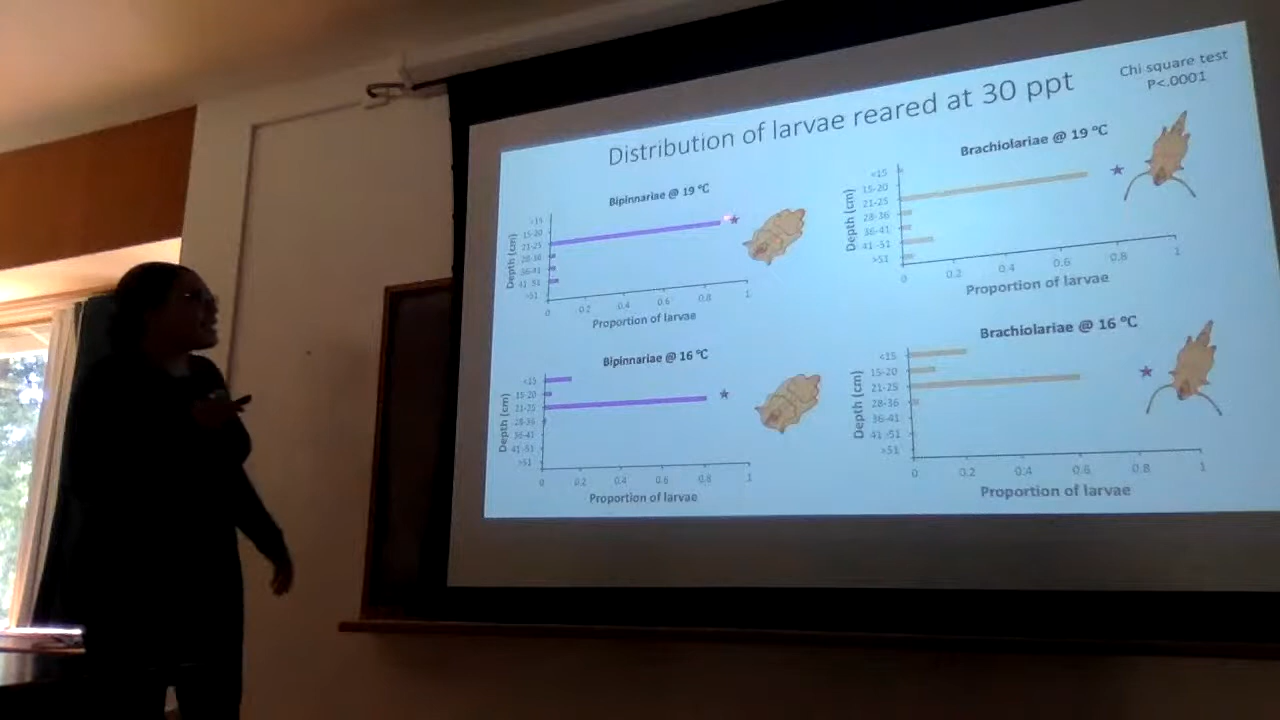 Distribution of larvae reared at 30 ppt
Chi square test
P<.0001
Bipinnariae @ 19 °C
Depth (cm)
15-20
21-25
28-36
36-41
41-51
>51
0 0.2 0.4 0.6 0.8 1
Proportion of larvae
Brachiolariae @ 19 °C
Depth (cm)
<15
15-20
21-25
28-36
36-41
41-51
>51
0 0.2 0.4 0.6 0.8 1
Proportion of larvae
Bipinnariae @ 16 °C
Depth (cm)
<15
15-20
21-25
28-36
36-41
41-51
>51
0 0.2 0.4 0.6 0.8 1
Proportion of larvae
Brachiolariae @ 16 °C
Depth (cm)
<15
15-20
21-25
28-36
36-41
41-51
>51
0 0.2 0.4 0.6 0.8 1
Proportion of larvae